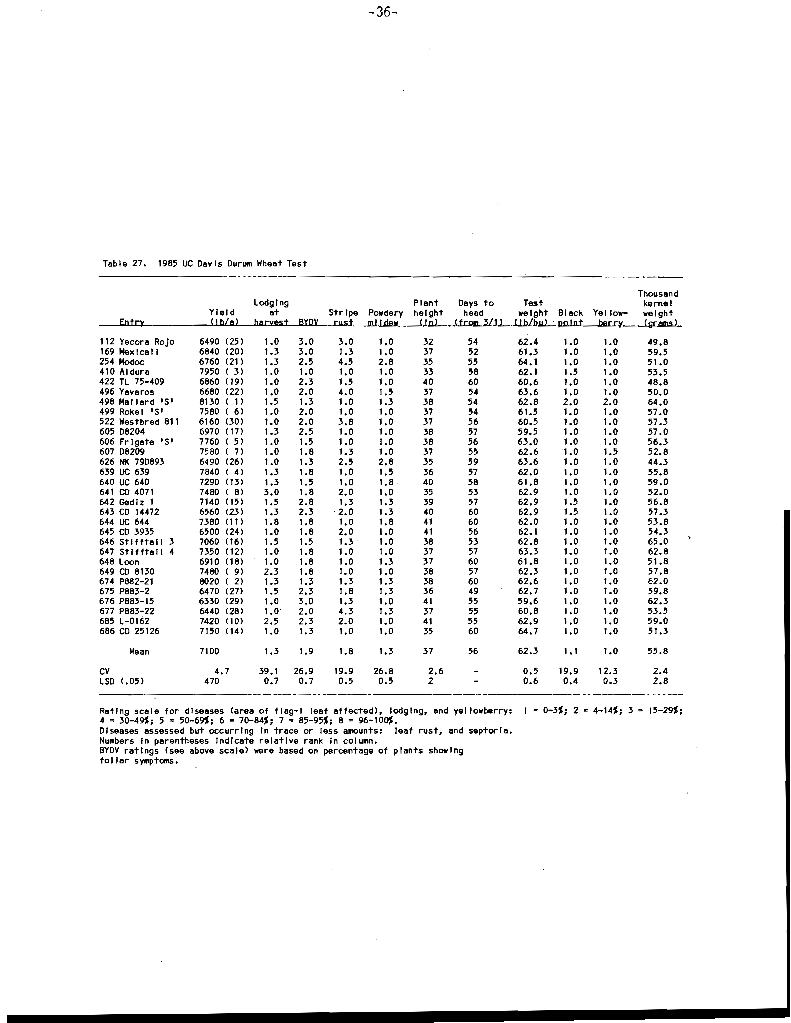 -36-
Table 27. 1985 UC Davis Durum Wheat Test
Thousand
Lodging Plant Days to Test kernel
Yield at Stripe Powdery height head weight Black Yellow- weight
Entry (lb/a) harvest BYDV rust mildew (in) (from 3/1) (lb/bu) point berry (grams)
112 Yecora Rojo 6490 (25) 1.0 3.0 3.0 1.0 32 54 62.4 1.0 1.0 49.8
169 Mexicali 6840 (20) 1.3 3.0 1.3 1.0 37 52 61.3 1.0 1.0 59.5
254 Modoc 6760 (21) 1.3 2.5 4.5 2.8 35 55 64.1 1.0 1.0 51.0
410 Aldura 7950 ( 3) 1.0 1.0 1.0 1.0 33 58 62.1 1.5 1.0 53.5
422 TL 75-409 6860 (19) 1.0 2.3 1.5 1.0 40 60 60.6 1.0 1.0 48.8
496 Yavaros 6680 (22) 1.0 2.0 4.0 1.5 37 54 63.6 1.0 1.0 50.0
498 Mallard 'S' 8130 ( 1) 1.5 1.3 1.0 1.3 38 54 62.8 2.0 2.0 64.0
499 Rokel 'S' 7580 ( 6) 1.0 2.0 1.0 1.0 37 54 61.5 1.0 1.0 57.0
522 Westbred 811 6160 (30) 1.0 2.0 3.8 1.0 37 56 60.5 1.0 1.0 57.3
605 D8204 6970 (17) 1.3 2.5 1.0 1.0 38 57 59.5 1.0 1.0 57.0
606 Frigate 'S' 7760 ( 5) 1.0 1.5 1.0 1.0 38 56 63.0 1.0 1.0 56.3
607 D8209 7580 ( 7) 1.0 1.8 1.3 1.0 37 55 62.6 1.0 1.5 52.8
626 NK 79D893 6490 (26) 1.0 1.3 2.5 2.8 35 59 63.6 1.0 1.0 44.3
639 UC 639 7840 ( 4) 1.3 1.8 1.0 1.5 36 57 62.0 1.0 1.0 55.8
640 UC 640 7290 (13) 1.3 1.5 1.0 1.8 40 58 61.8 1.0 1.0 59.0
641 CD 4071 7480 ( 8) 3.0 1.8 2.0 1.0 35 53 62.9 1.0 1.0 52.0
642 Gediz 1 7140 (15) 1.5 2.8 1.3 1.3 39 57 62.9 1.5 1.0 56.8
643 CD 14472 6560 (23) 1.3 2.3 2.0 1.3 40 60 62.9 1.5 1.0 57.3
644 UC 644 7380 (11) 1.8 1.8 1.0 1.8 41 60 62.0 1.0 1.0 53.8
645 CD 3935 6500 (24) 1.0 1.8 2.0 1.0 41 56 62.1 1.0 1.0 54.3
646 Stifftail 3 7060 (16) 1.5 1.5 1.3 1.0 38 53 62.8 1.0 1.0 65.0
647 Stifftail 4 7350 (12) 1.0 1.8 1.0 1.0 37 57 63.3 1.0 1.0 62.8
648 Loon 6910 (18) 1.0 1.8 1.0 1.3 37 60 61.8 1.0 1.0 51.8
649 CD 8130 7480 ( 9) 2.3 1.8 1.0 1.0 38 57 62.3 1.0 1.0 57.8
674 PB82-21 8020 ( 2) 1.3 1.3 1.3 1.3 38 60 62.6 1.0 1.0 62.0
675 PB83-2 6470 (27) 1.5 2.3 1.8 1.3 36 49 62.7 1.0 1.0 59.8
676 PB83-15 6330 (29) 1.0 3.0 1.3 1.0 41 55 59.6 1.0 1.0 62.3
677 PB83-22 6440 (28) 1.0 2.0 4.3 1.3 37 55 60.8 1.0 1.0 53.5
685 L-0162 7420 (10) 2.5 2.3 2.0 1.0 41 55 62.9 1.0 1.0 59.0
686 CD 25126 7150 (14) 1.0 1.3 1.0 1.0 35 60 64.7 1.0 1.0 51.3
Mean 7100 1.3 1.9 1.8 1.3 37 56 62.3 1.1 1.0 55.8
CV 4.7 39.1 26.9 19.9 26.8 2.6 - 0.5 19.9 12.3 2.4
LSD (.05) 470 0.7 0.7 0.5 0.5 2 - 0.6 0.4 0.3 2.8
Rating scale for diseases (area of flag-1 leaf affected), lodging, and yellowberry: 1 = 0-3%; 2 = 4-14%; 3 = 15-29%;
4 = 30-49%; 5 = 50-69%; 6 = 70-84%; 7 = 85-95%; 8 = 96-100%.
Diseases assessed but occurring in trace or less amounts: leaf rust, and septoria.
Numbers in parentheses indicate relative rank in column.
BYDV ratings (see above scale) were based on percentage of plants showing
foliar symptoms.